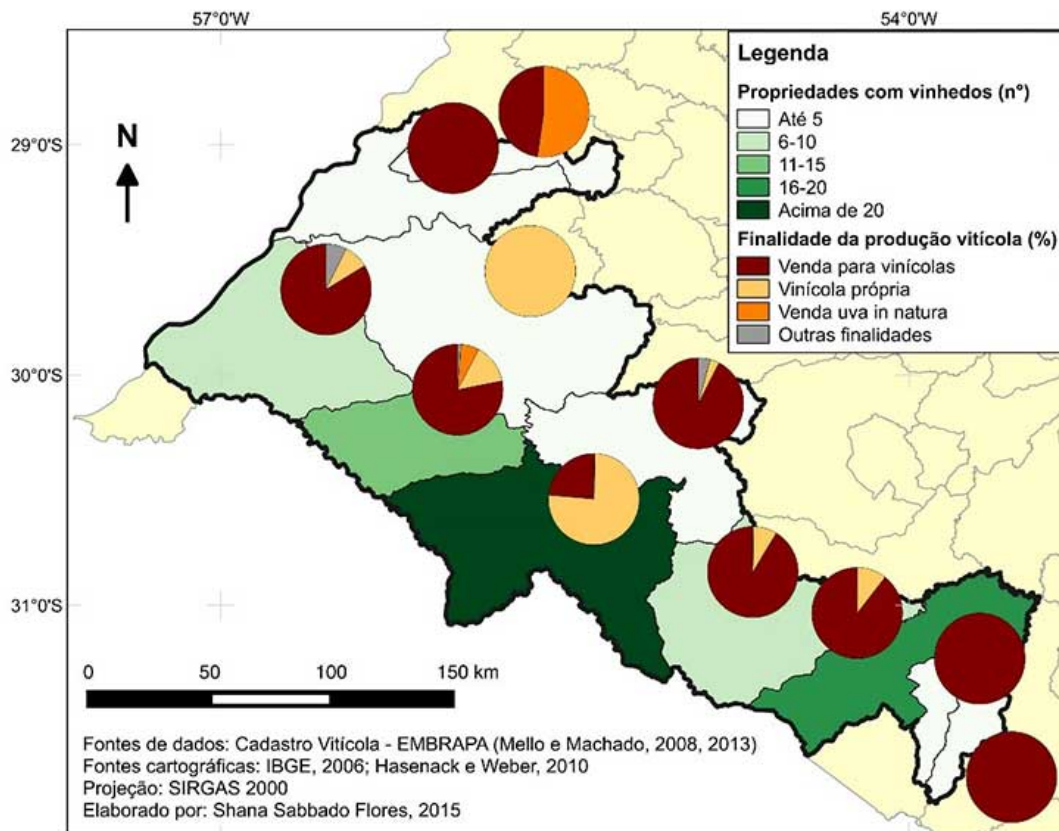 57°0'W
54°0'W
29°0'S
30°0'S
31°0'S
N
Legenda
Propriedades com vinhedos (n°)
Até 5
6-10
11-15
16-20
Acima de 20
Finalidade da produção vitícola (%)
Venda para vinícolas
Vinícola própria
Venda uva in natura
Outras finalidades
0 50 100 150 km
Fontes de dados: Cadastro Vitícola - EMBRAPA (Mello e Machado, 2008, 2013)
Fontes cartográficas: IBGE, 2006; Hasenack e Weber, 2010
Projeção: SIRGAS 2000
Elaborado por: Shana Sabbado Flores, 2015